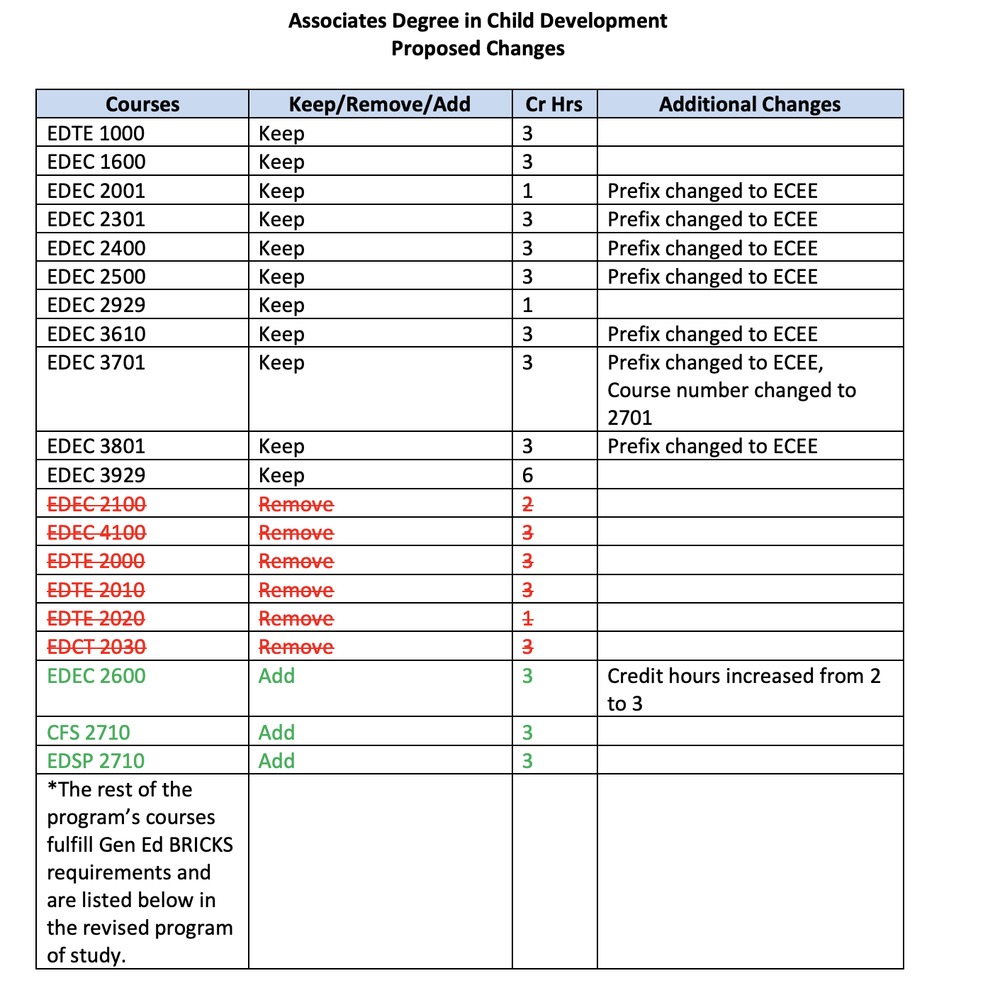 Associates Degree in Child Development
Proposed Changes
Courses Keep/Remove/Add Cr Hrs Additional Changes
EDTE 1000 Keep 3
EDEC 1600 Keep 3
EDEC 2001 Keep 1 Prefix changed to ECEE
EDEC 2301 Keep 3 Prefix changed to ECEE
EDEC 2400 Keep 3 Prefix changed to ECEE
EDEC 2500 Keep 3 Prefix changed to ECEE
EDEC 2929 Keep 1
EDEC 3610 Keep 3 Prefix changed to ECEE
EDEC 3701 Keep 3 Prefix changed to ECEE,
Course number changed to
2701
EDEC 3801 Keep 3 Prefix changed to ECEE
EDEC 3929 Keep 6
EDEC 2100 Remove 2
EDEC 4100 Remove 3
EDTE 2000 Remove 3
EDTE 2010 Remove 3
EDTE 2020 Remove 1
EDCT 2030 Remove 3
EDEC 2600 Add 3 Credit hours increased from 2
to 3
CFS 2710 Add 3
EDSP 2710 Add 3
*The rest of the
program’s courses
fulfill Gen Ed BRICKS
requirements and
are listed below in
the revised program
of study.